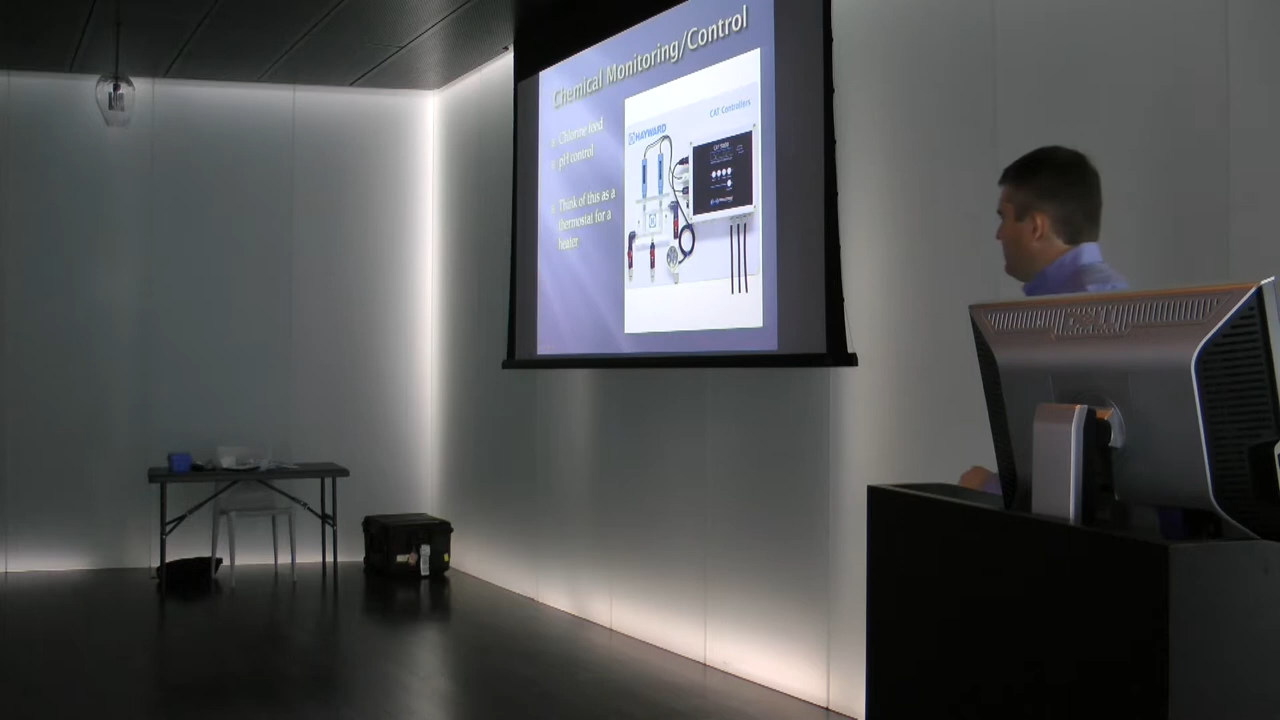 Chemical Monitoring/Control
Chlorine feed
pH control
Think of this as a
thermostat for a
heater
HAYWARD
CAT Controllers